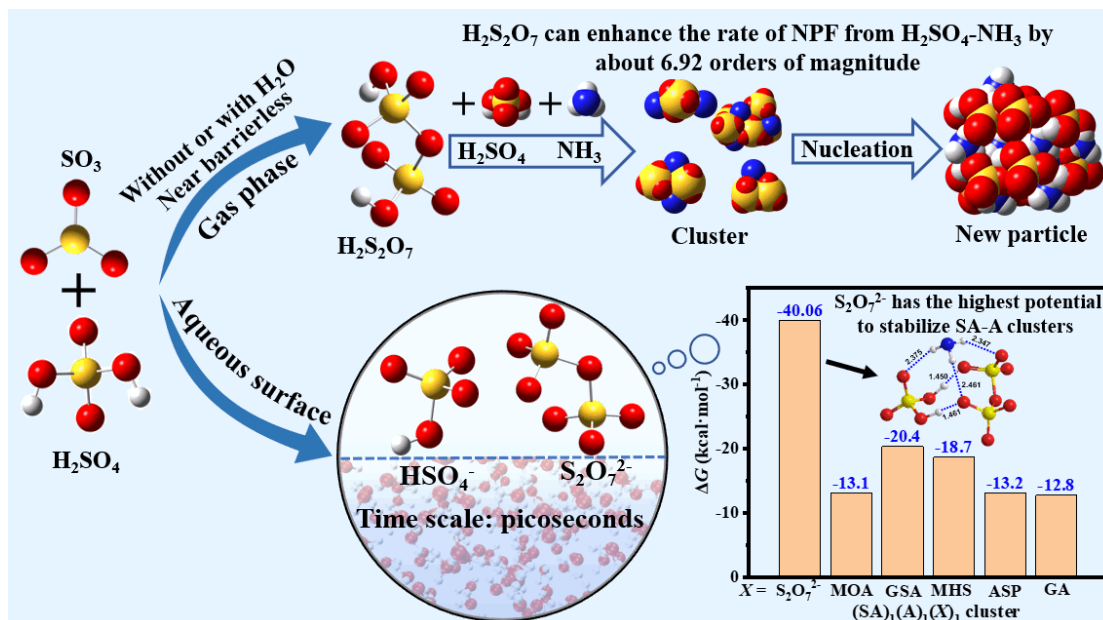 H₂S₂O₇ can enhance the rate of NPF from H₂SO₄-NH₃ by
about 6.92 orders of magnitude
Without or with H₂O
Near barrierless
Gas phase
SO₃
+
H₂SO₄
H₂S₂O₇
+
+
H₂SO₄
NH₃
Cluster
Nucleation
New particle
Aqueous surface
HSO₄⁻
S₂O₇²⁻
Time scale: picoseconds
S₂O₇²⁻ has the highest potential
to stabilize SA-A clusters
ΔG (kcal·mol⁻¹)
-40
-30
-20
-10
0
-40.06
-13.1
-20.4
-18.7
-13.2
-12.8
2.375
2.347
1.450
2.461
1.461
X = S₂O₇²⁻ MOA GSA MHS ASP GA
(SA)₁(A)₁(X)₁ cluster